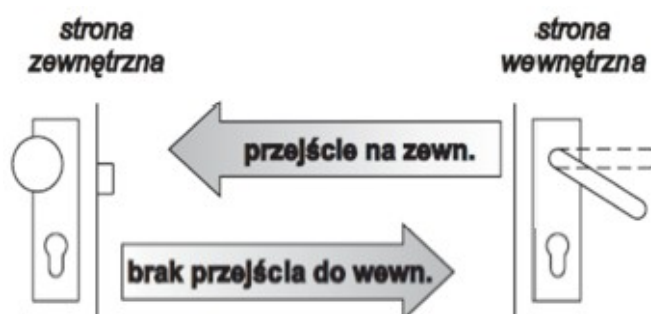 strona
zewnętrzna
strona
wewnętrzna
przejście na zewn.
brak przejścia do wewn.